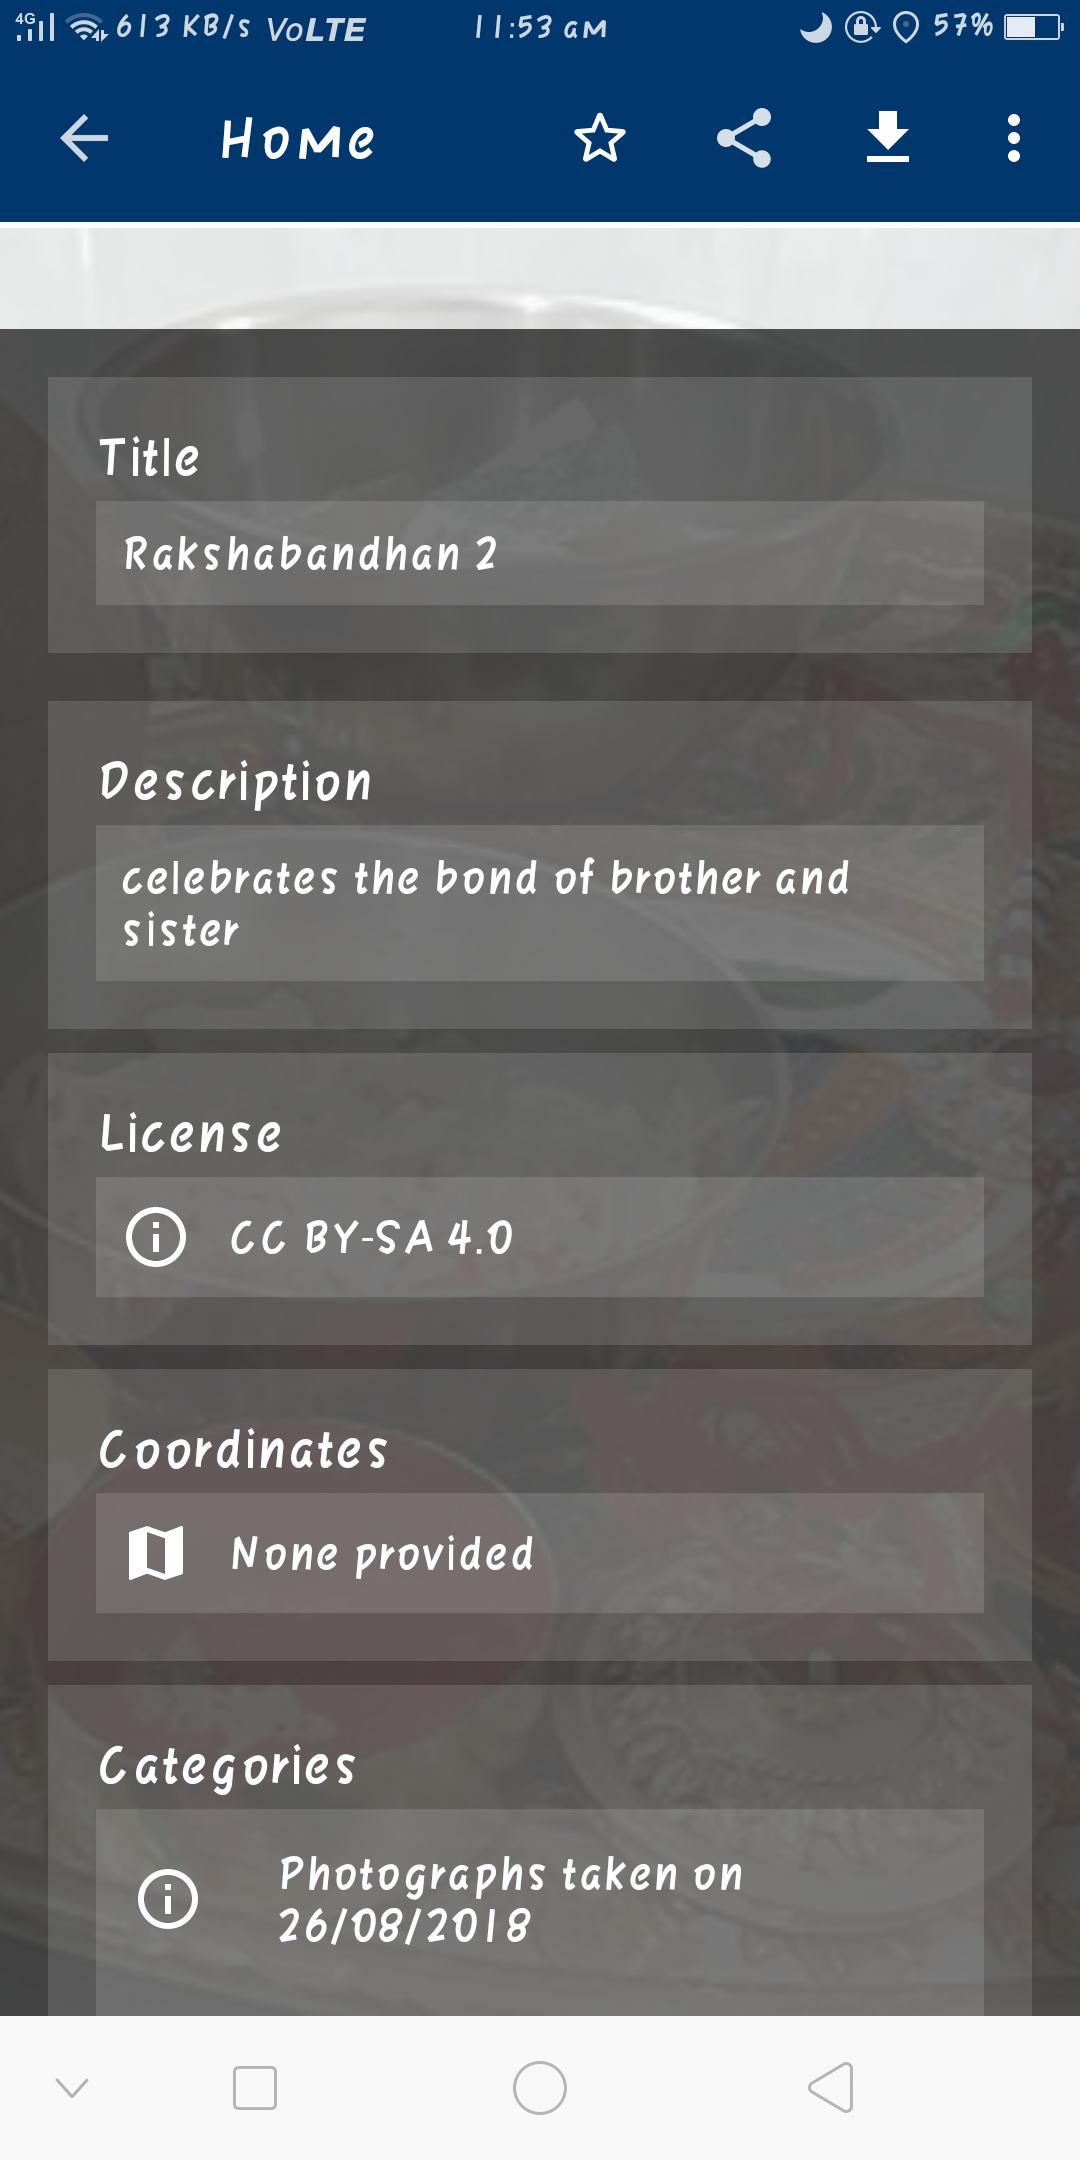 4G 613 KB/s VoLTE 11:53 am 57%
Home
Title
Rakshabandhan 2
Description
celebrates the bond of brother and
sister
License
CC BY-SA 4.0
Coordinates
None provided
Categories
Photographs taken on
26/08/2018